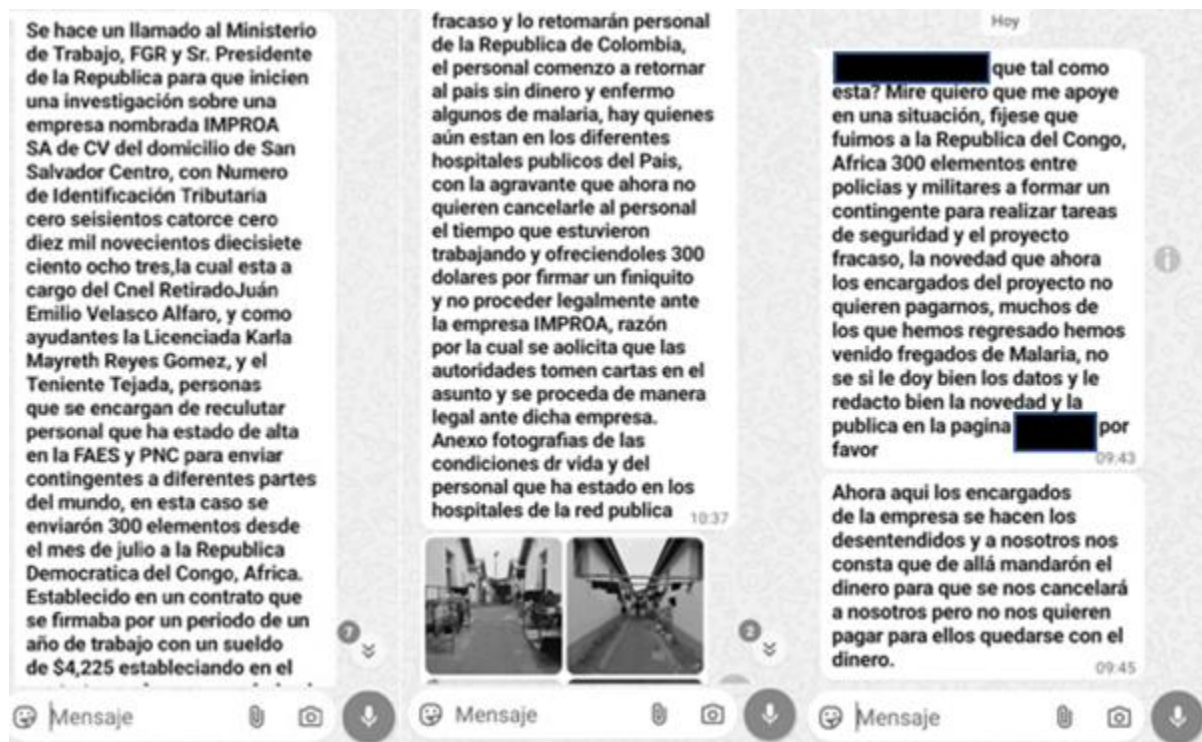 Se hace un llamado al Ministerio
de Trabajo, FGR y Sr. Presidente
de la Republica para que inicien
una investigación sobre una
empresa nombrada IMPROA
SA de CV del domicilio de San
Salvador Centro, con Numero
de Identificación Tributaria
cero seisientos catorce cero
diez mil novecientos diecisiete
ciento ocho tres,la cual esta a
cargo del Cnel RetiradoJuán
Emilio Velasco Alfaro, y como
ayudantes la Licenciada Karla
Mayreth Reyes Gomez, y el
Teniente Tejada, personas
que se encargan de reculutar
personal que ha estado de alta
en la FAES y PNC para enviar
contingentes a diferentes partes
del mundo, en esta caso se
enviarón 300 elementos desde
el mes de julio a la Republica
Democratica del Congo, Africa.
Establecido en un contrato que
se firmaba por un periodo de un
año de trabajo con un sueldo
de $4,225 estableciando en el
7
Mensaje
fracaso y lo retomarán personal
de la Republica de Colombia,
el personal comenzo a retornar
al pais sin dinero y enfermo
algunos de malaria, hay quienes
aún estan en los diferentes
hospitales publicos del Pais,
con la agravante que ahora no
quieren cancelarle al personal
el tiempo que estuvieron
trabajando y ofreciendoles 300
dolares por firmar un finiquito
y no proceder legalmente ante
la empresa IMPROA, razón
por la cual se aolicita que las
autoridades tomen cartas en el
asunto y se proceda de manera
legal ante dicha empresa.
Anexo fotografias de las
condiciones dr vida y del
personal que ha estado en los
hospitales de la red publica
10:37
2
Mensaje
Hoy
que tal como
esta? Mire quiero que me apoye
en una situación, fijese que
fuimos a la Republica del Congo,
Africa 300 elementos entre
policias y militares a formar un
contingente para realizar tareas
de seguridad y el proyecto
fracaso, la novedad que ahora
los encargados del proyecto no
quieren pagarnos, muchos de
los que hemos regresado hemos
venido fregados de Malaria, no
se si le doy bien los datos y le
redacto bien la novedad y la
publica en la pagina por
favor
09:43
Ahora aqui los encargados
de la empresa se hacen los
desentendidos y a nosotros nos
consta que de allá mandarón el
dinero para que se nos cancelará
a nosotros pero no nos quieren
pagar para ellos quedarse con el
dinero.
09:45
Mensaje